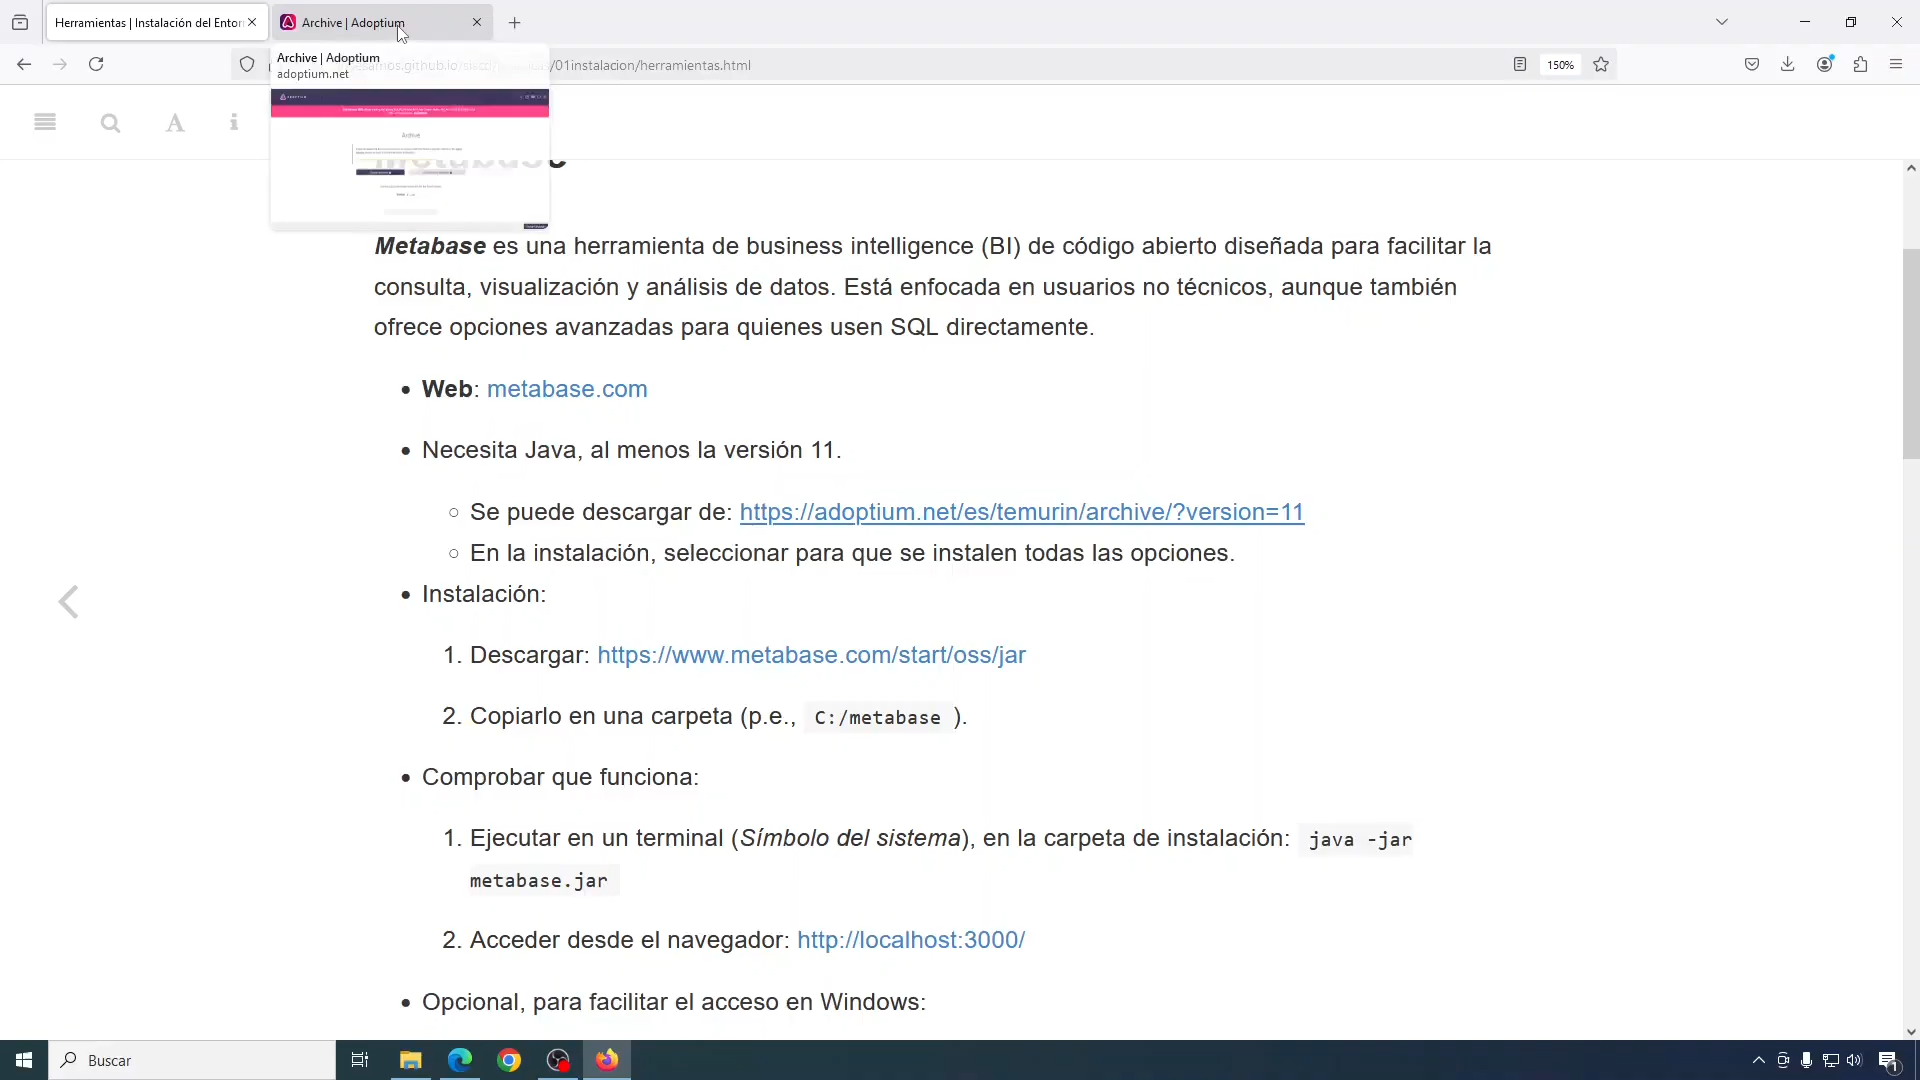 Herramientas | Instalación del Entor
Archive | Adoptium
Archive | Adoptium
adoptium.net
/01instalacion/herramientas.html
150%
Archive
Metabase es una herramienta de business intelligence (BI) de código abierto diseñada para facilitar la
consulta, visualización y análisis de datos. Está enfocada en usuarios no técnicos, aunque también
ofrece opciones avanzadas para quienes usen SQL directamente.
• Web: metabase.com
• Necesita Java, al menos la versión 11.
◦ Se puede descargar de: https://adoptium.net/es/temurin/archive/?version=11
◦ En la instalación, seleccionar para que se instalen todas las opciones.
• Instalación:
1. Descargar: https://www.metabase.com/start/oss/jar
2. Copiarlo en una carpeta (p.e., C:/metabase ).
• Comprobar que funciona:
1. Ejecutar en un terminal (Símbolo del sistema), en la carpeta de instalación: java -jar
metabase.jar
2. Acceder desde el navegador: http://localhost:3000/
• Opcional, para facilitar el acceso en Windows:
Buscar
1